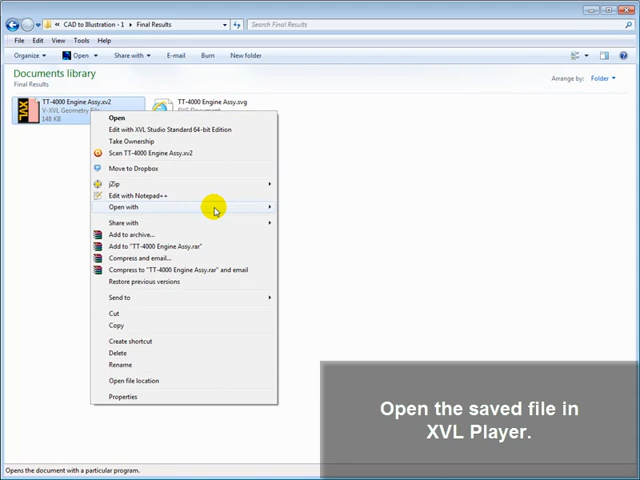 CAD to Illustration - 1 ▸ Final Results
Search Final Results
File Edit View Tools Help
Organize Open Share with E-mail Burn New folder
Documents library
Final Results
Arrange by: Folder
TT-4000 Engine Assy.xv2
V-XVL Geometry File
148 KB
TT-4000 Engine Assy.svg
SVG Document
Open
Edit with XVL Studio Standard 64-bit Edition
Take Ownership
Scan TT-4000 Engine Assy.xv2
Move to Dropbox
jZip
Edit with Notepad++
Open with
Share with
Add to archive...
Add to "TT-4000 Engine Assy.rar"
Compress and email...
Compress to "TT-4000 Engine Assy.rar" and email
Restore previous versions
Send to
Cut
Copy
Create shortcut
Delete
Rename
Open file location
Properties
Open the saved file in
XVL Player.
Opens the document with a particular program.